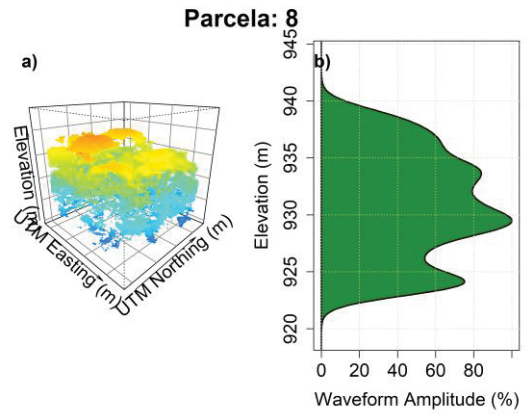 Parcela: 8
a)
Elevation (m)
UTM Easting (m)
UTM Northing (m)
b)
945
940
935
930
925
920
Elevation (m)
0 20 40 60 80
Waveform Amplitude (%)